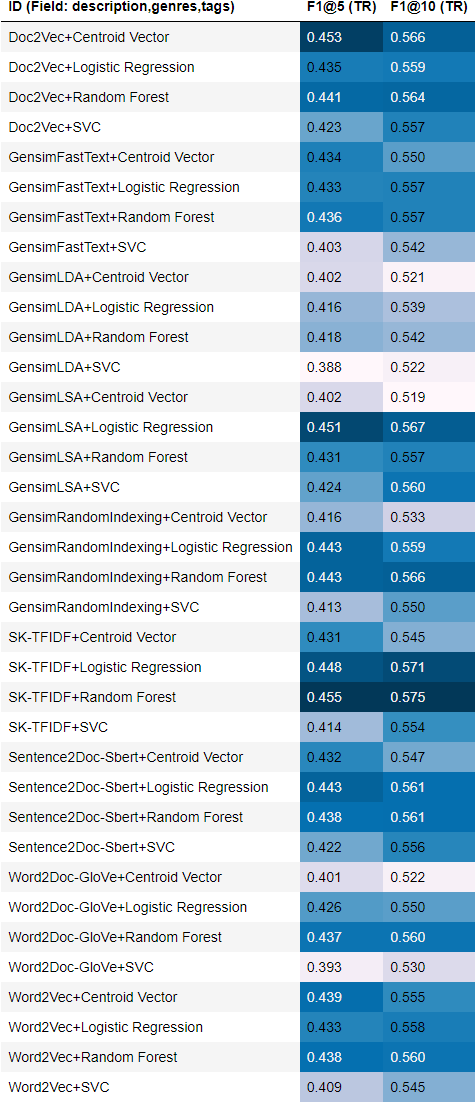 ID (Field: description,genres,tags) F1@5 (TR) F1@10 (TR)
Doc2Vec+Centroid Vector 0.453 0.566
Doc2Vec+Logistic Regression 0.435 0.559
Doc2Vec+Random Forest 0.441 0.564
Doc2Vec+SVC 0.423 0.557
GensimFastText+Centroid Vector 0.434 0.550
GensimFastText+Logistic Regression 0.433 0.557
GensimFastText+Random Forest 0.436 0.557
GensimFastText+SVC 0.403 0.542
GensimLDA+Centroid Vector 0.402 0.521
GensimLDA+Logistic Regression 0.416 0.539
GensimLDA+Random Forest 0.418 0.542
GensimLDA+SVC 0.388 0.522
GensimLSA+Centroid Vector 0.402 0.519
GensimLSA+Logistic Regression 0.451 0.567
GensimLSA+Random Forest 0.431 0.557
GensimLSA+SVC 0.424 0.560
GensimRandomIndexing+Centroid Vector 0.416 0.533
GensimRandomIndexing+Logistic Regression 0.443 0.559
GensimRandomIndexing+Random Forest 0.443 0.566
GensimRandomIndexing+SVC 0.413 0.550
SK-TFIDF+Centroid Vector 0.431 0.545
SK-TFIDF+Logistic Regression 0.448 0.571
SK-TFIDF+Random Forest 0.455 0.575
SK-TFIDF+SVC 0.414 0.554
Sentence2Doc-Sbert+Centroid Vector 0.432 0.547
Sentence2Doc-Sbert+Logistic Regression 0.443 0.561
Sentence2Doc-Sbert+Random Forest 0.438 0.561
Sentence2Doc-Sbert+SVC 0.422 0.556
Word2Doc-GloVe+Centroid Vector 0.401 0.522
Word2Doc-GloVe+Logistic Regression 0.426 0.550
Word2Doc-GloVe+Random Forest 0.437 0.560
Word2Doc-GloVe+SVC 0.393 0.530
Word2Vec+Centroid Vector 0.439 0.555
Word2Vec+Logistic Regression 0.433 0.558
Word2Vec+Random Forest 0.438 0.560
Word2Vec+SVC 0.409 0.545